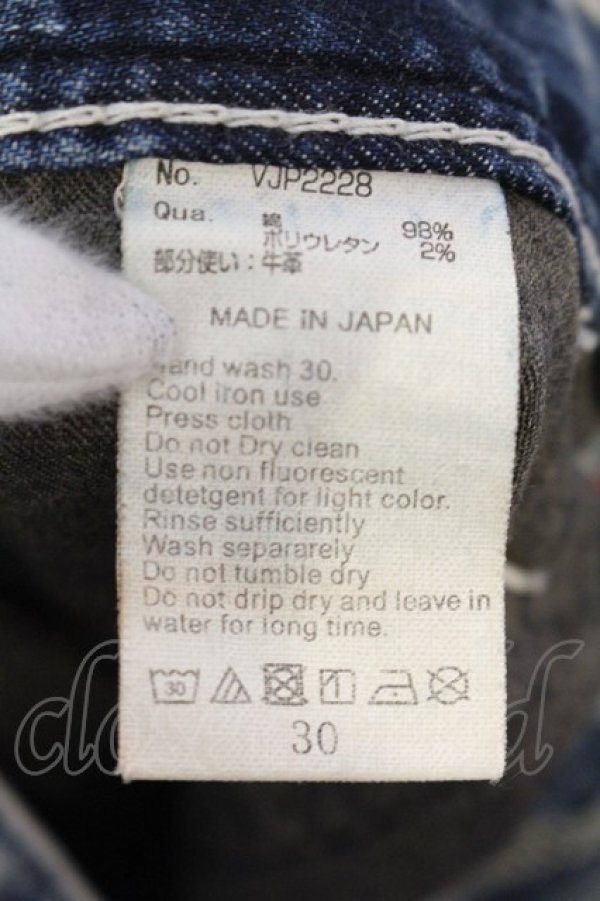 No. VJP2228
Qua. 綿 98%
ポリウレタン 2%
部分使い：牛革
MADE IN JAPAN
Hand wash 30.
Cool iron use
Press cloth
Do not Dry clean
Use non fluorescent
detetgent for light color.
Rinse sufficiently
Wash separarely
Do not tumble dry
Do not drip dry and leave in
water for long time.
30
30